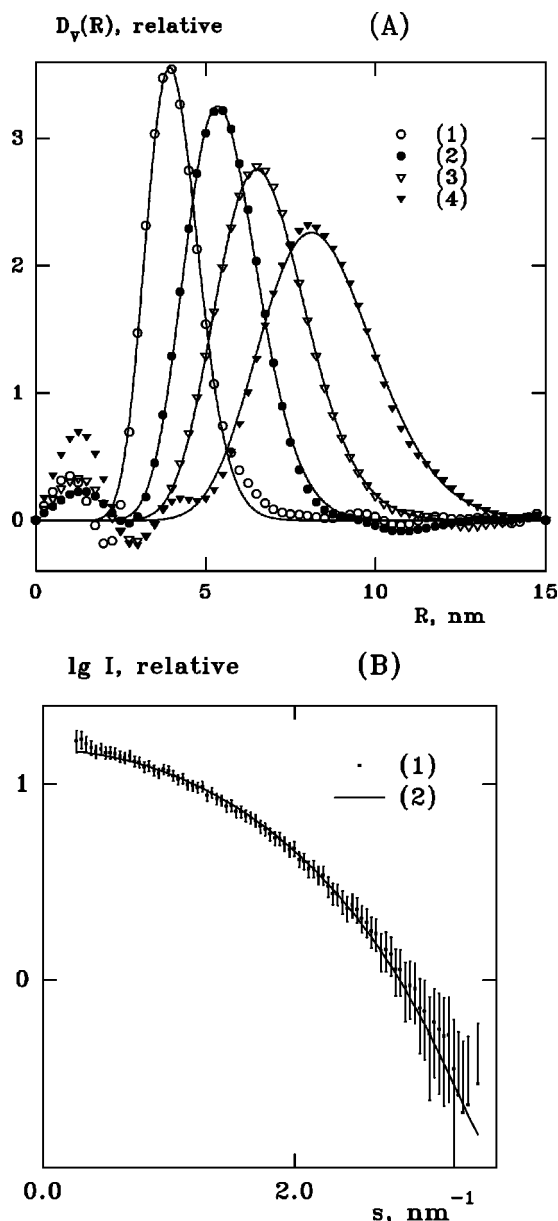 D_v(R), relative (A)
3
2
1
0
(1)
(2)
(3)
(4)
0 5 10 15
R, nm
lg I, relative (B)
1
0
(1)
(2)
0.0 2.0
s, nm⁻¹